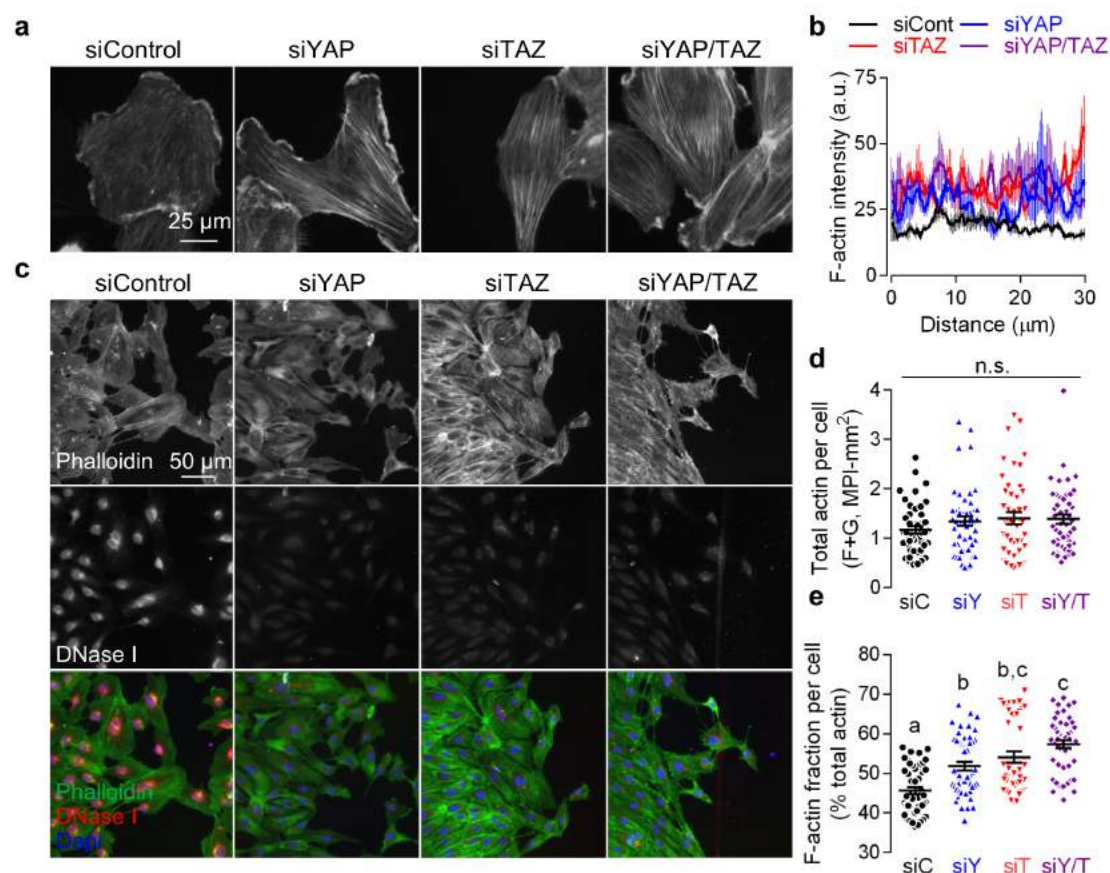 a
siControl siYAP siTAZ siYAP/TAZ
25 µm
b
siCont siYAP
siTAZ siYAP/TAZ
F-actin intensity (a.u.)
75
50
25
0
0 10 20 30
Distance (µm)
c
siControl siYAP siTAZ siYAP/TAZ
Phalloidin
50 µm
DNase I
Phalloidin
DNase I
Dapi
d
n.s.
Total actin per cell
(F+G, MPI-mm²)
4
3
2
1
0
siC siY siT siY/T
e
F-actin fraction per cell
(% total actin)
80
70
60
50
40
30
a b b,c c
siC siY siT siY/T